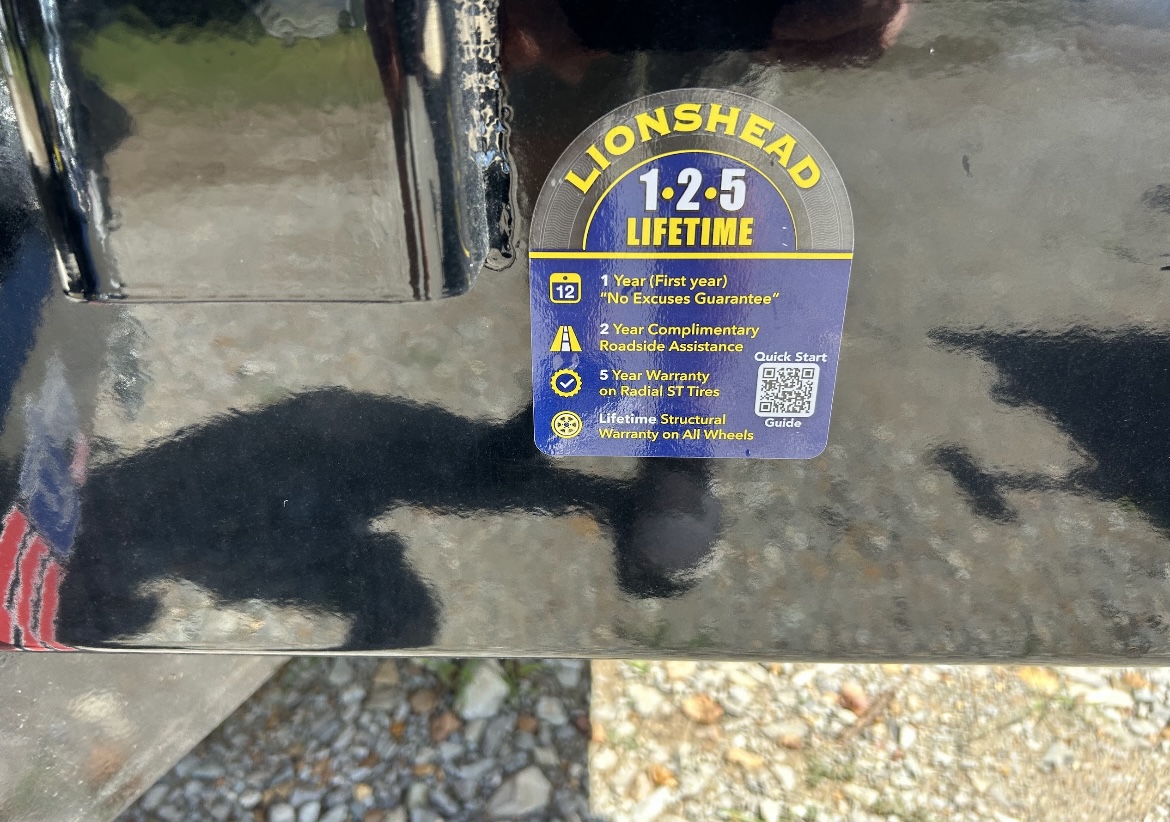 LIONSHEAD
1•2•5
LIFETIME
12
1 Year (First year)
"No Excuses Guarantee"
2 Year Complimentary
Roadside Assistance
5 Year Warranty
on Radial ST Tires
Quick Start
Guide
Lifetime Structural
Warranty on All Wheels